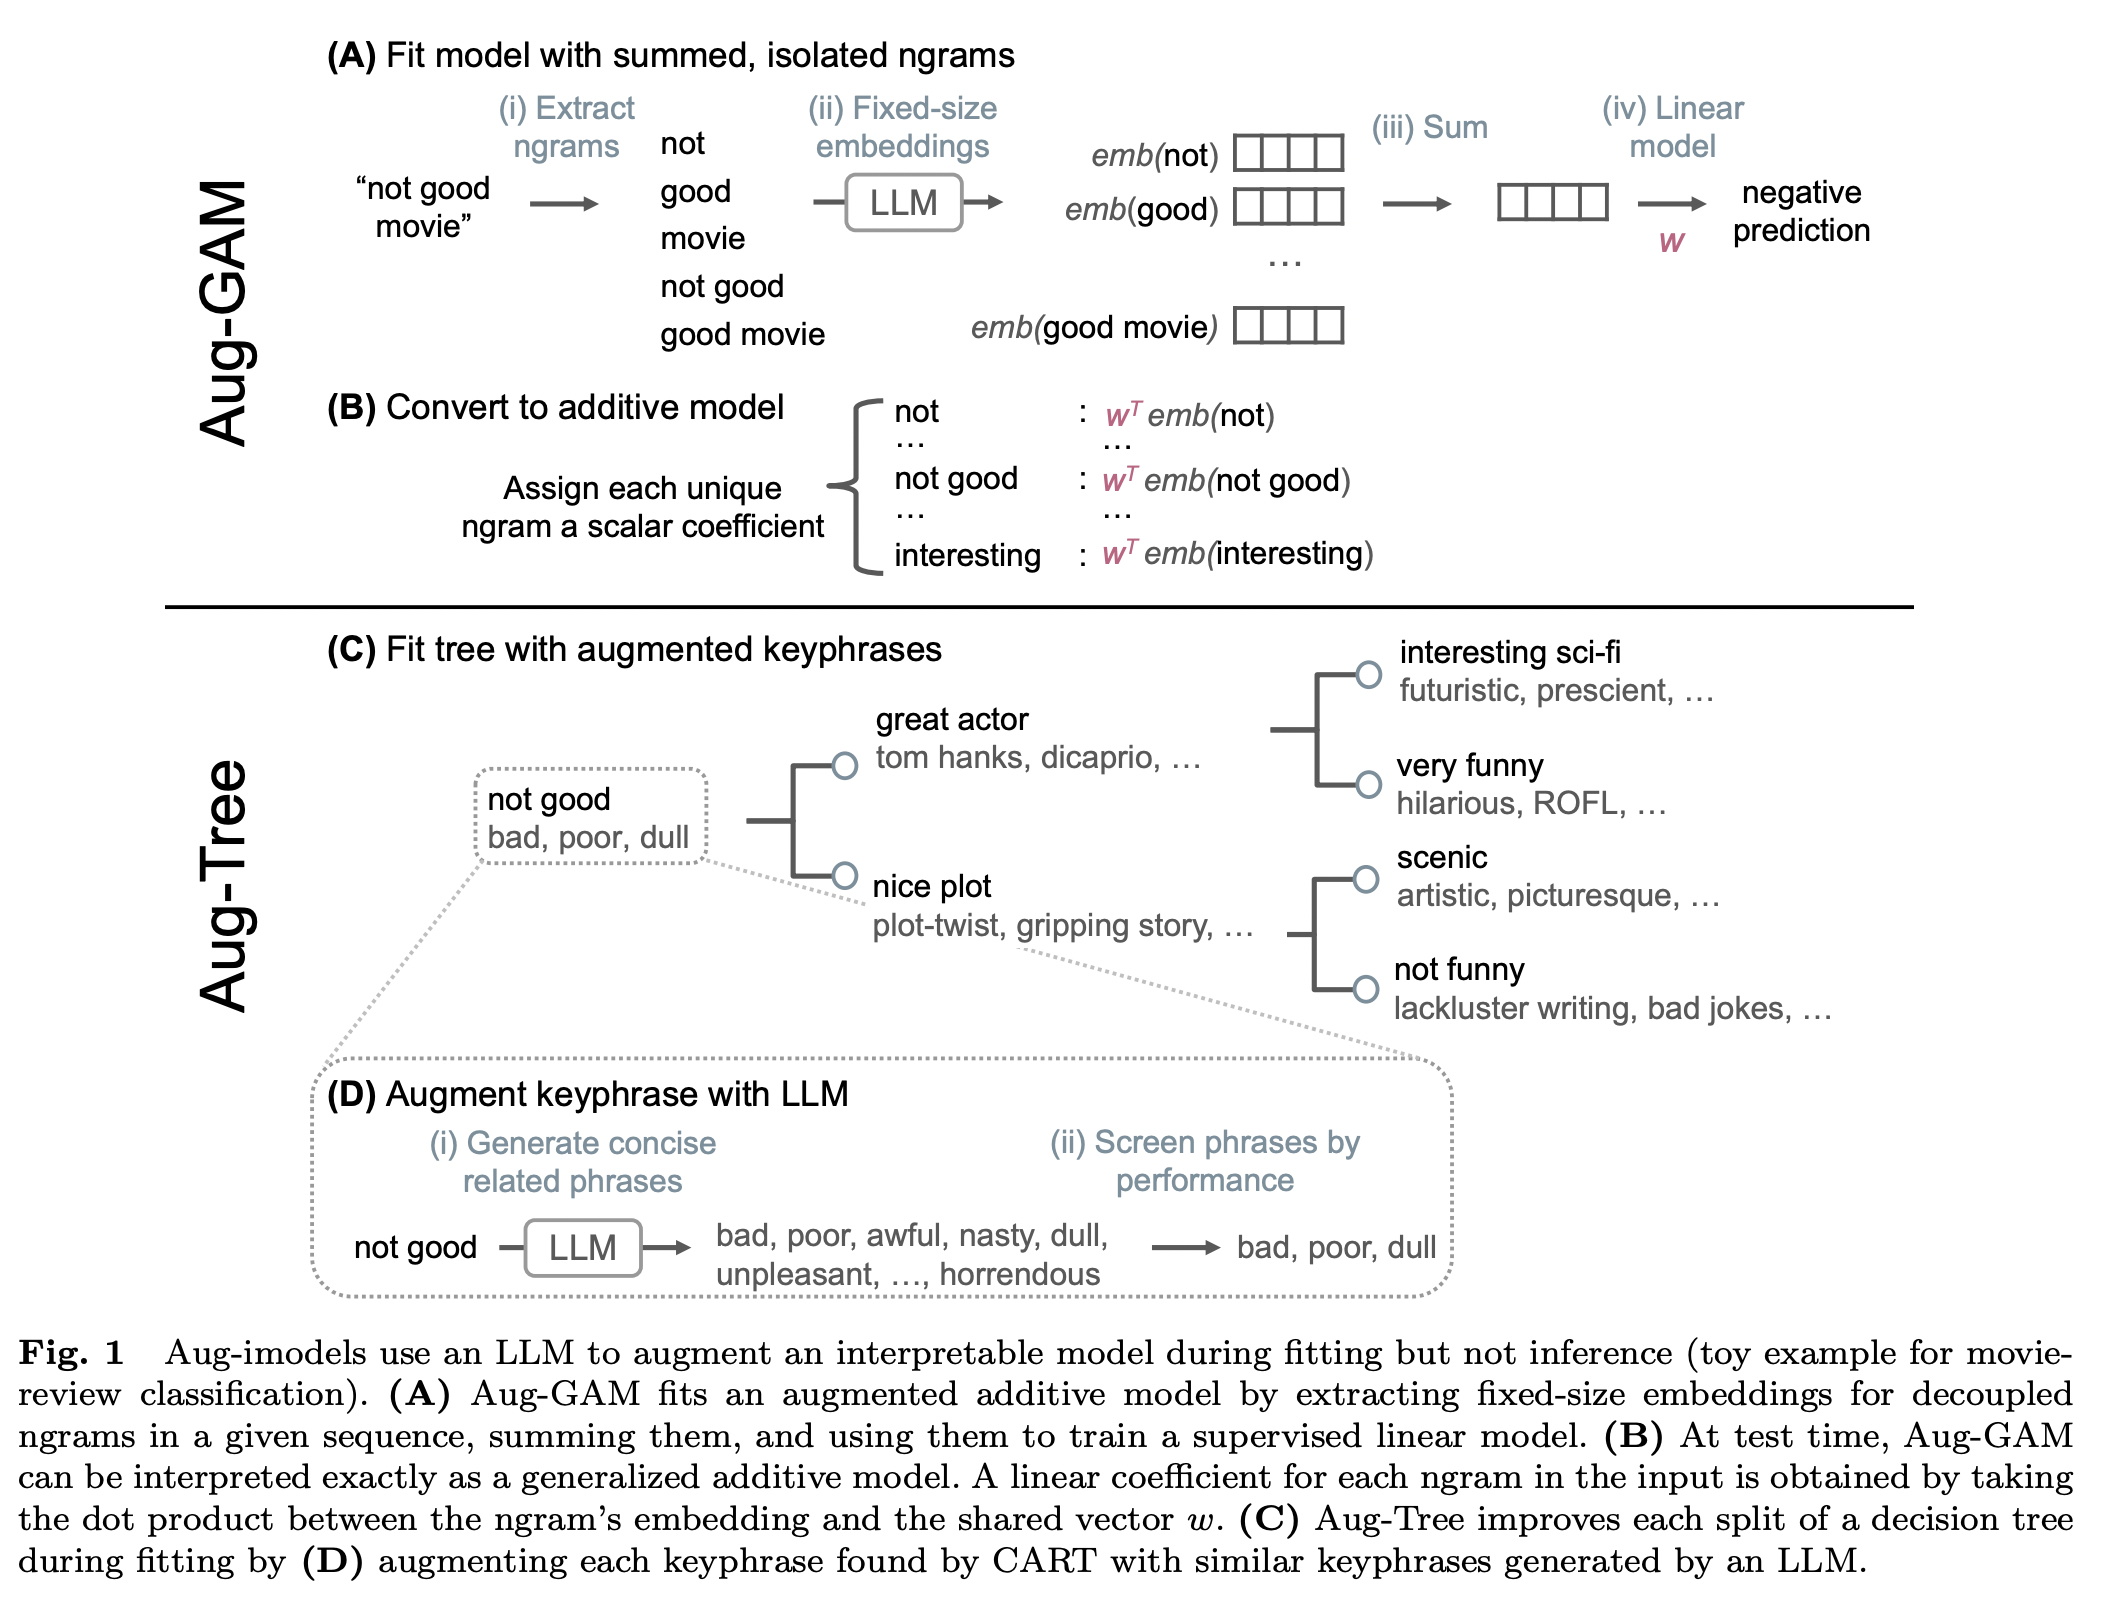 Aug-GAM
(A) Fit model with summed, isolated ngrams
(i) Extract
ngrams
(ii) Fixed-size
embeddings
(iii) Sum
(iv) Linear
model
“not good
movie”
not
good
movie
not good
good movie
LLM
emb(not)
emb(good)
…
emb(good movie)
w
negative
prediction
(B) Convert to additive model
Assign each unique
ngram a scalar coefficient
not : wᵀ emb(not)
… …
not good : wᵀ emb(not good)
… …
interesting : wᵀ emb(interesting)
Aug-Tree
(C) Fit tree with augmented keyphrases
not good
bad, poor, dull
great actor
tom hanks, dicaprio, …
nice plot
plot-twist, gripping story, …
interesting sci-fi
futuristic, prescient, …
very funny
hilarious, ROFL, …
scenic
artistic, picturesque, …
not funny
lackluster writing, bad jokes, …
(D) Augment keyphrase with LLM
(i) Generate concise
related phrases
(ii) Screen phrases by
performance
not good
LLM
bad, poor, awful, nasty, dull,
unpleasant, …, horrendous
bad, poor, dull
Fig. 1 Aug-imodels use an LLM to augment an interpretable model during fitting but not inference (toy example for movie-
review classification). (A) Aug-GAM fits an augmented additive model by extracting fixed-size embeddings for decoupled
ngrams in a given sequence, summing them, and using them to train a supervised linear model. (B) At test time, Aug-GAM
can be interpreted exactly as a generalized additive model. A linear coefficient for each ngram in the input is obtained by taking
the dot product between the ngram’s embedding and the shared vector w. (C) Aug-Tree improves each split of a decision tree
during fitting by (D) augmenting each keyphrase found by CART with similar keyphrases generated by an LLM.